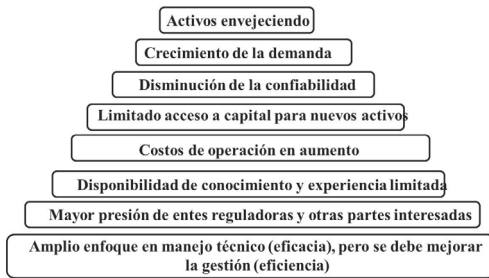 Activos envejeciendo
Crecimiento de la demanda
Disminución de la confiabilidad
Limitado acceso a capital para nuevos activos
Costos de operación en aumento
Disponibilidad de conocimiento y experiencia limitada
Mayor presión de entes reguladoras y otras partes interesadas
Amplio enfoque en manejo técnico (eficacia), pero se debe mejorar
la gestión (eficiencia)